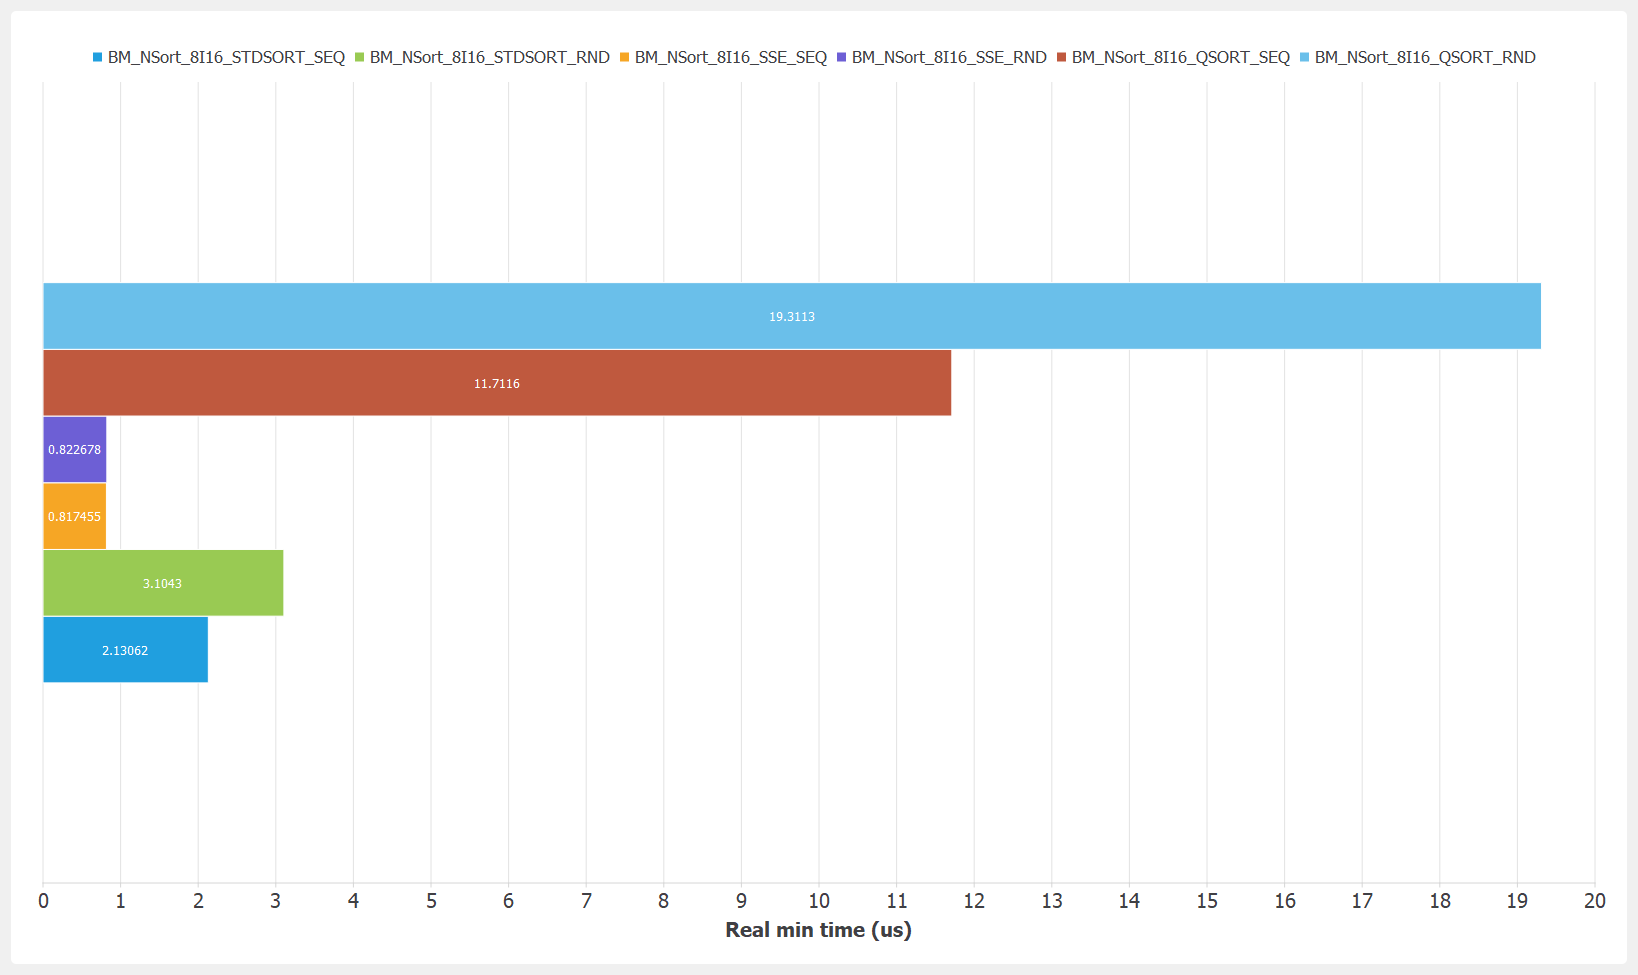 BM_NSort_8I16_STDSORT_SEQ BM_NSort_8I16_STDSORT_RND BM_NSort_8I16_SSE_SEQ BM_NSort_8I16_SSE_RND BM_NSort_8I16_QSORT_SEQ BM_NSort_8I16_QSORT_RND
19.3113
11.7116
0.822678
0.817455
3.1043
2.13062
0 1 2 3 4 5 6 7 8 9 10 11 12 13 14 15 16 17 18 19 20
Real min time (us)